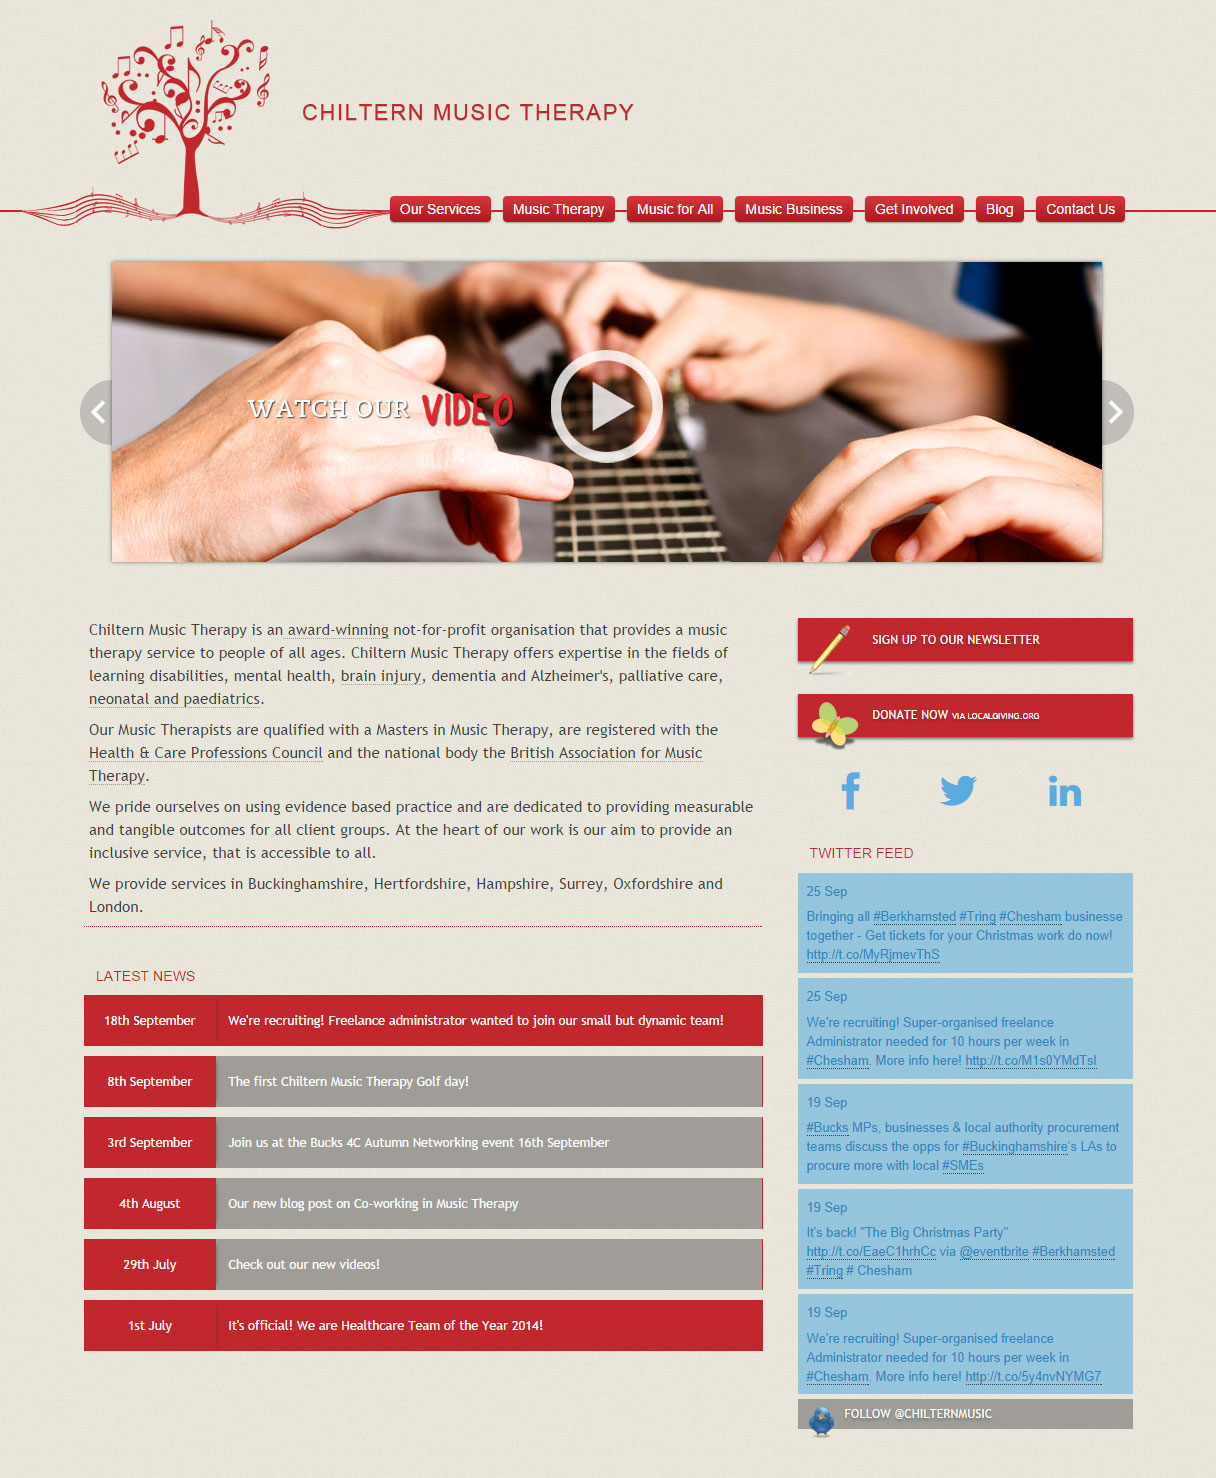 CHILTERN MUSIC THERAPY
Our Services Music Therapy Music for All Music Business Get Involved Blog Contact Us
WATCH OUR VIDEO
Chiltern Music Therapy is an award-winning not-for-profit organisation that provides a music
therapy service to people of all ages. Chiltern Music Therapy offers expertise in the fields of
learning disabilities, mental health, brain injury, dementia and Alzheimer's, palliative care,
neonatal and paediatrics.
Our Music Therapists are qualified with a Masters in Music Therapy, are registered with the
Health & Care Professions Council and the national body the British Association for Music
Therapy.
We pride ourselves on using evidence based practice and are dedicated to providing measurable
and tangible outcomes for all client groups. At the heart of our work is our aim to provide an
inclusive service, that is accessible to all.
We provide services in Buckinghamshire, Hertfordshire, Hampshire, Surrey, Oxfordshire and
London.
LATEST NEWS
18th September We're recruiting! Freelance administrator wanted to join our small but dynamic team!
8th September The first Chiltern Music Therapy Golf day!
3rd September Join us at the Bucks 4C Autumn Networking event 16th September
4th August Our new blog post on Co-working in Music Therapy
29th July Check out our new videos!
1st July It's official! We are Healthcare Team of the Year 2014!
SIGN UP TO OUR NEWSLETTER
DONATE NOW VIA LOCALGIVING.ORG
f in
TWITTER FEED
25 Sep
Bringing all #Berkhamsted #Tring #Chesham businesse
together - Get tickets for your Christmas work do now!
http://t.co/MyRjmevThS
25 Sep
We're recruiting! Super-organised freelance
Administrator needed for 10 hours per week in
#Chesham. More info here! http://t.co/M1s0YMdTsI
19 Sep
#Bucks MPs, businesses & local authority procurement
teams discuss the opps for #Buckinghamshire's LAs to
procure more with local #SMEs
19 Sep
It's back! "The Big Christmas Party"
http://t.co/EaeC1hrhCc via @eventbrite #Berkhamsted
#Tring # Chesham
19 Sep
We're recruiting! Super-organised freelance
Administrator needed for 10 hours per week in
#Chesham. More info here! http://t.co/5y4nvNYMG7
FOLLOW @CHILTERNMUSIC